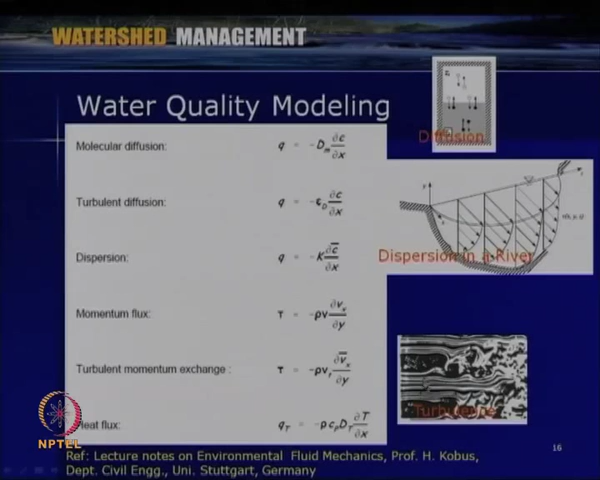 WATERSHED MANAGEMENT
Water Quality Modeling
Molecular diffusion: q = -Dm ∂c/∂x
Turbulent diffusion: q = -εD ∂c/∂x
Dispersion: q = -K ∂c̅/∂x
Momentum flux: τ = -ρν ∂vx/∂y
Turbulent momentum exchange : τ = -ρνt ∂v̅x/∂y
Heat flux: qT = -ρcpDT ∂T/∂x
Diffusion
Dispersion in a River
Turbulence
NPTEL
16
Ref: Lecture notes on Environmental Fluid Mechanics, Prof. H. Kobus,
Dept. Civil Engg., Uni. Stuttgart, Germany